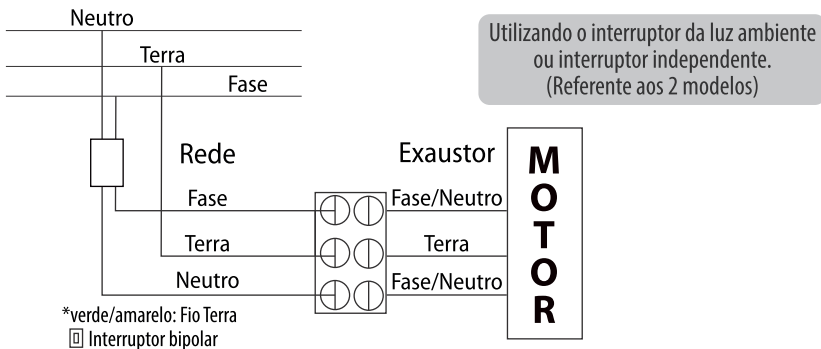 Neutro
Terra
Fase
Utilizando o interruptor da luz ambiente
ou interruptor independente.
(Referente aos 2 modelos)
Rede
Exaustor
MOTOR
Fase
Fase/Neutro
Terra
Terra
Neutro
Fase/Neutro
*verde/amarelo: Fio Terra
Interruptor bipolar